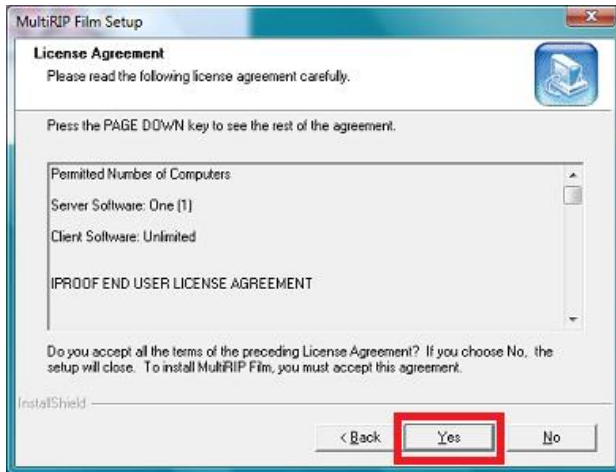 MultiRIP Film Setup
License Agreement
Please read the following license agreement carefully.
Press the PAGE DOWN key to see the rest of the agreement.
Permitted Number of Computers
Server Software: One (1)
Client Software: Unlimited
IPROOF END USER LICENSE AGREEMENT
Do you accept all the terms of the preceding License Agreement? If you choose No, the
setup will close. To install MultiRIP Film, you must accept this agreement.
InstallShield
< Back
Yes
No